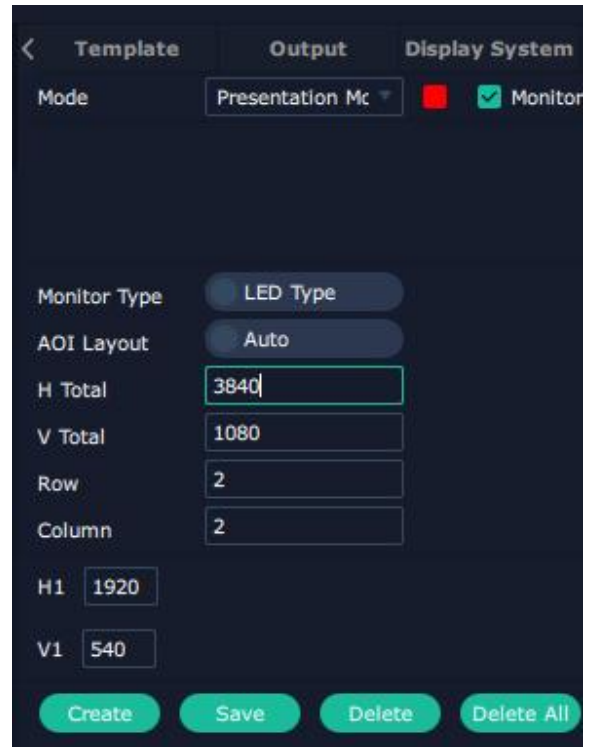 Template Output Display System
Mode Presentation Mc Monitor
Monitor Type LED Type
AOI Layout Auto
H Total 3840
V Total 1080
Row 2
Column 2
H1 1920
V1 540
Create Save Delete Delete All